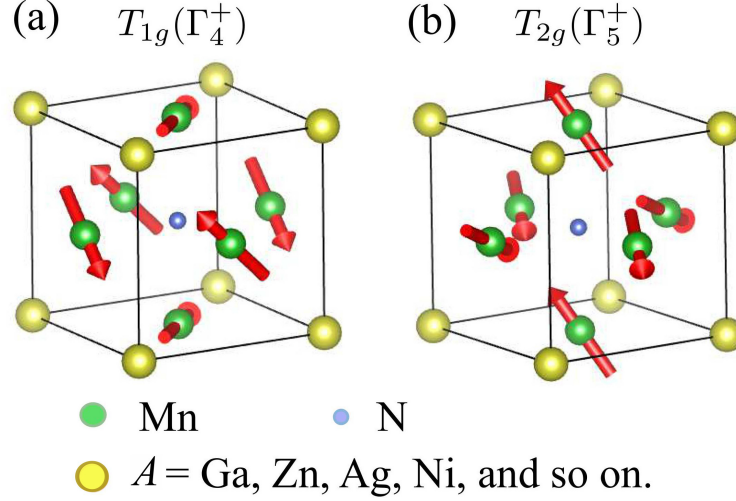 (a) T₁g(Γ₄⁺)
(b) T₂g(Γ₅⁺)
Mn
N
A = Ga, Zn, Ag, Ni, and so on.